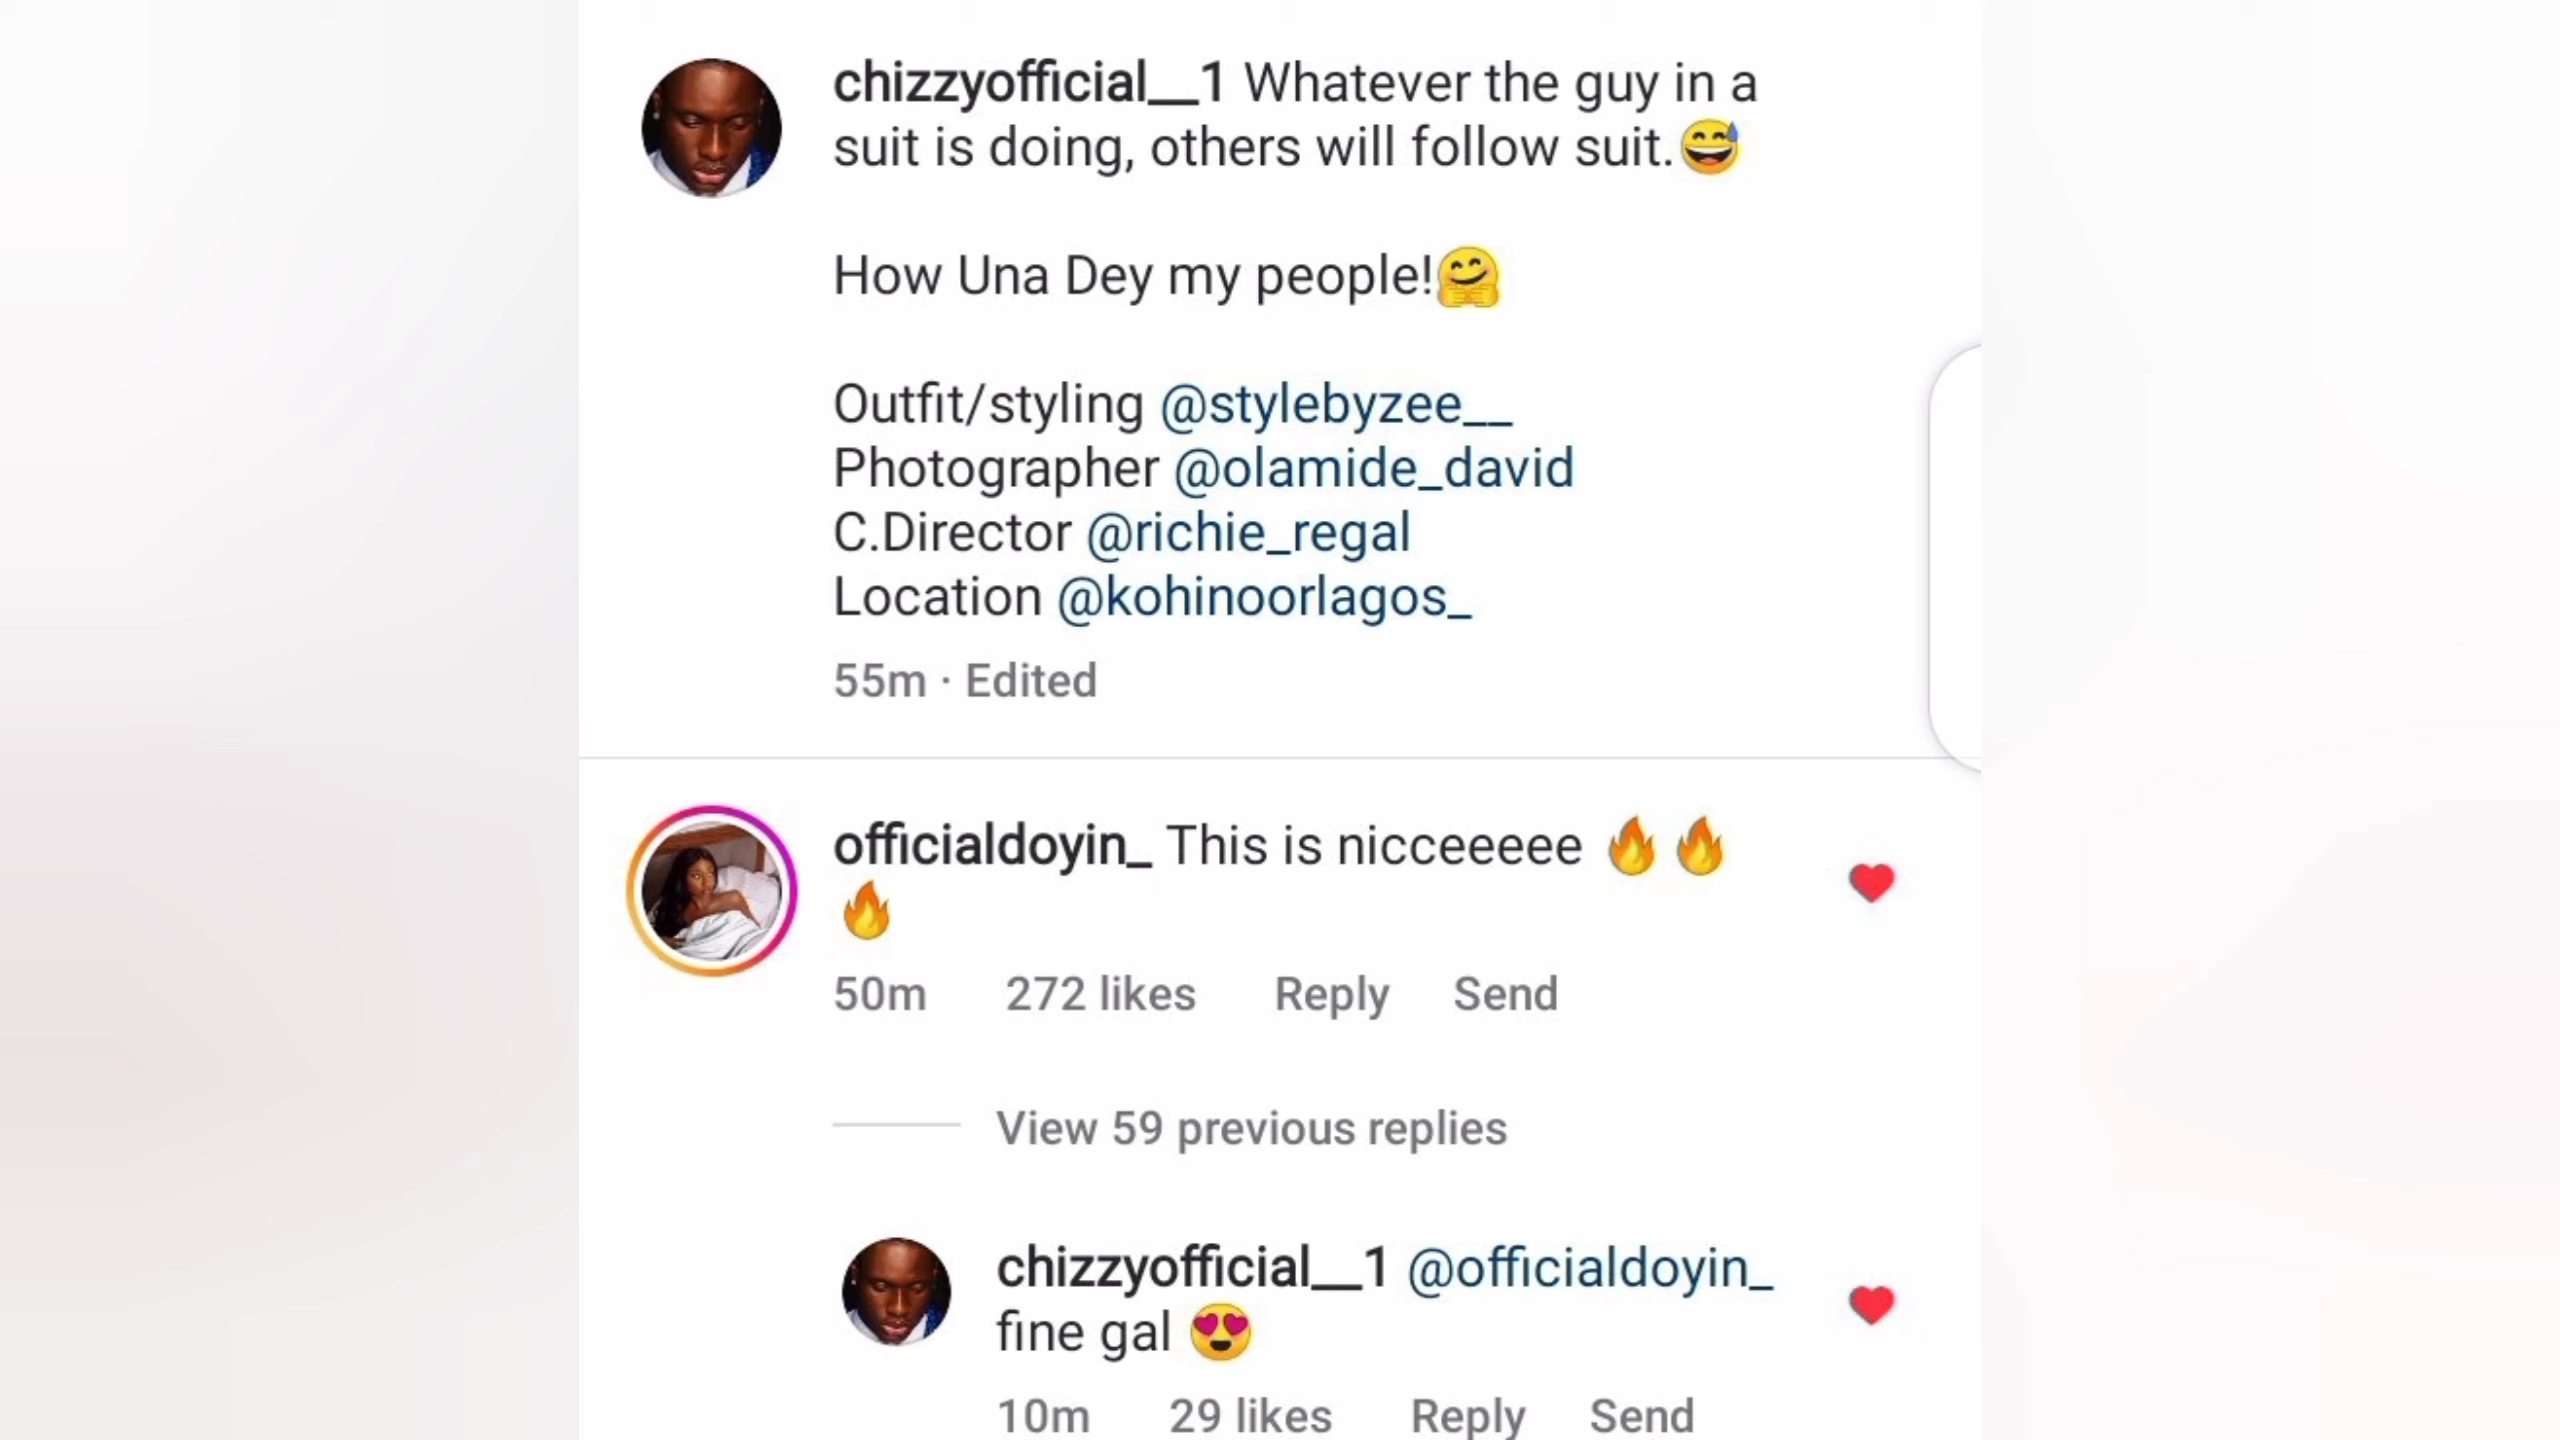 chizzyofficial__1 Whatever the guy in a
suit is doing, others will follow suit.😅
How Una Dey my people!🤗
Outfit/styling @stylebyzee__
Photographer @olamide_david
C.Director @richie_regal
Location @kohinoorlagos_
55m · Edited
officialdoyin_ This is nicceeeee 🔥🔥
🔥
50m 272 likes Reply Send
View 59 previous replies
chizzyofficial__1 @officialdoyin_
fine gal 😍
10m 29 likes Reply Send